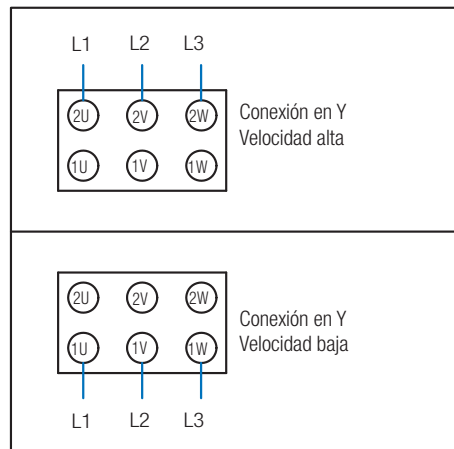 L1 L2 L3
2U 2V 2W
Conexión en Y
Velocidad alta
1U 1V 1W
2U 2V 2W
Conexión en Y
Velocidad baja
1U 1V 1W
L1 L2 L3